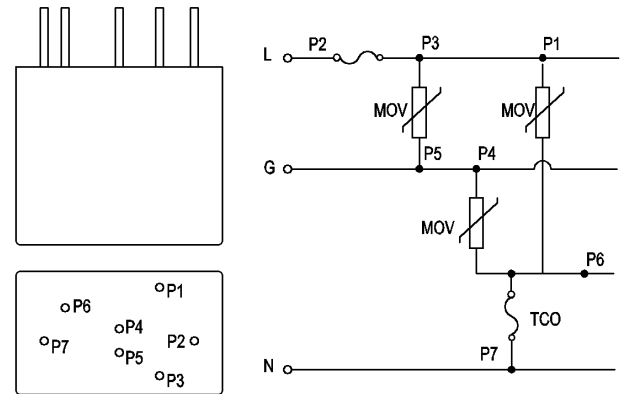 L P2 P3 P1
MOV MOV
G P5 P4
MOV
P6
TCO
P7
N
P1
P6
P4
P7 P2
P5
P3